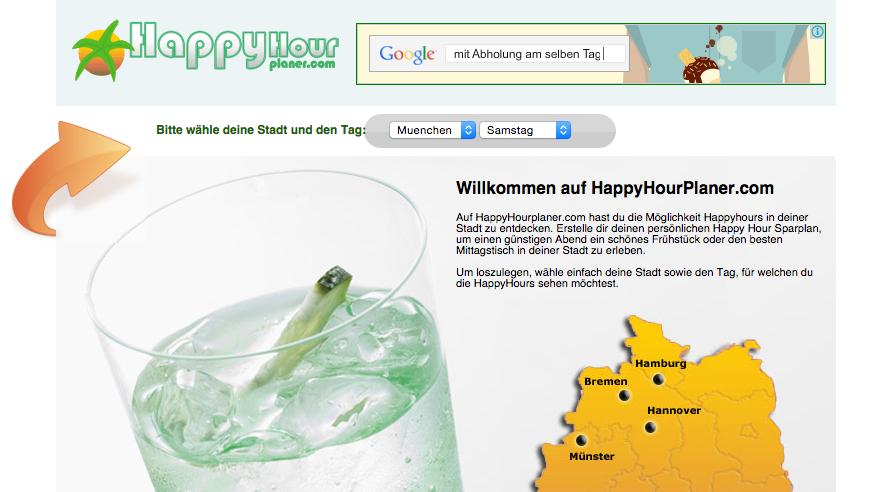 HappyHour
planer.com
Google
mit Abholung am selben Tag
Bitte wähle deine Stadt und den Tag:
Muenchen
Samstag
Willkommen auf HappyHourPlaner.com
Auf HappyHourplaner.com hast du die Möglichkeit Happyhours in deiner
Stadt zu entdecken. Erstelle dir deinen persönlichen Happy Hour Sparplan,
um einen günstigen Abend ein schönes Frühstück oder den besten
Mittagstisch in deiner Stadt zu erleben.
Um loszulegen, wähle einfach deine Stadt sowie den Tag, für welchen du
die HappyHours sehen möchtest.
Hamburg
Bremen
Hannover
Münster